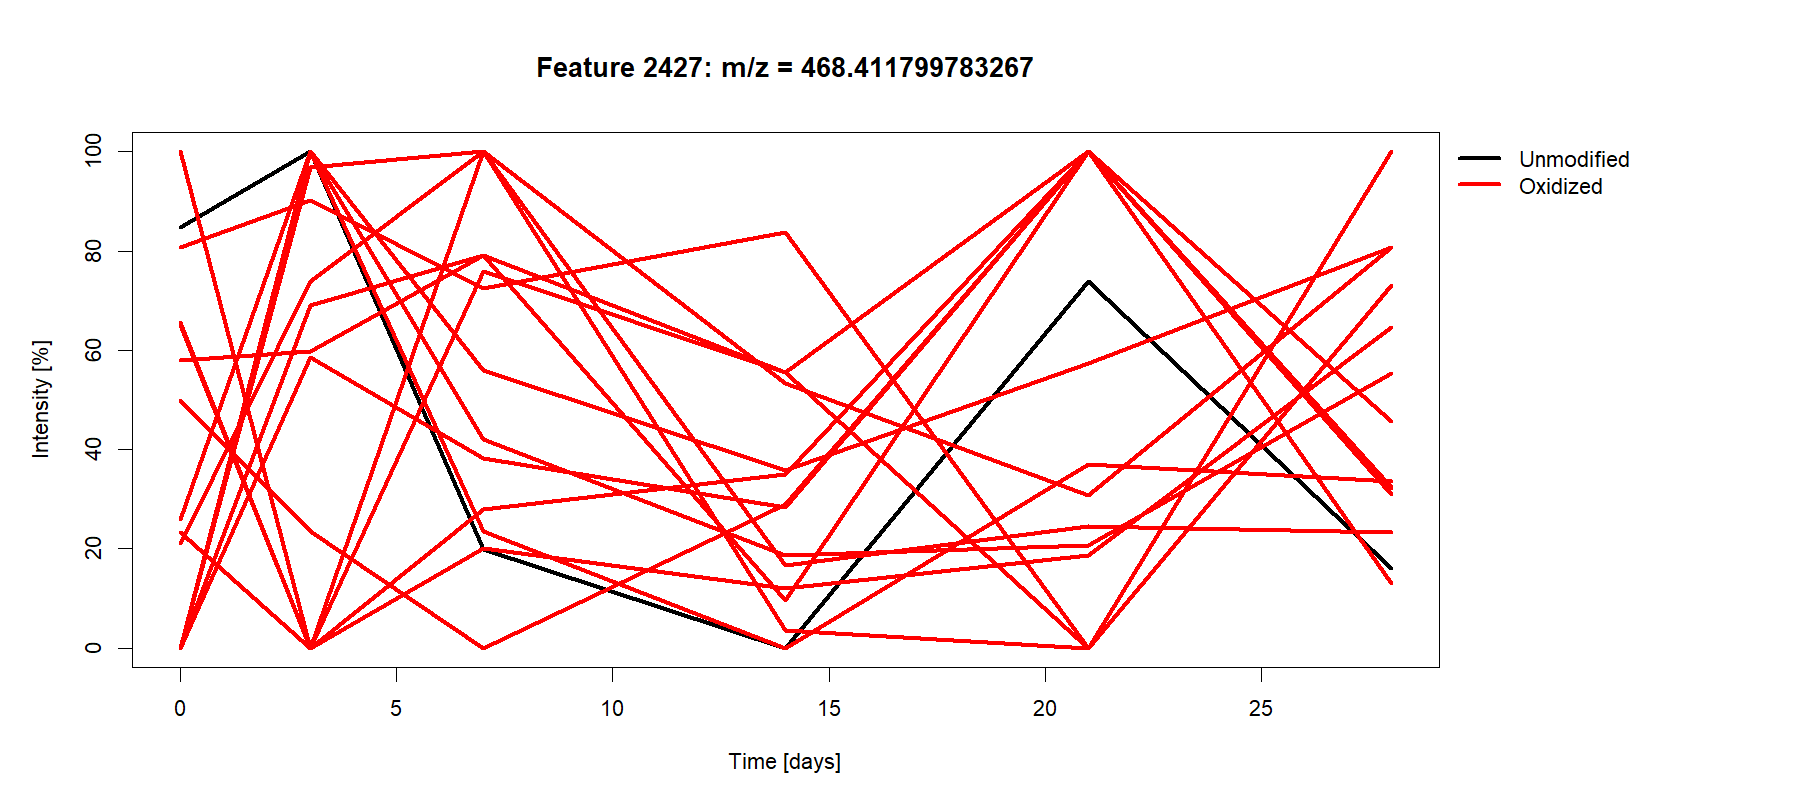 Feature 2427: m/z = 468.411799783267
Unmodified
Oxidized
100
80
60
40
20
0
Intensity [%]
0 5 10 15 20 25
Time [days]